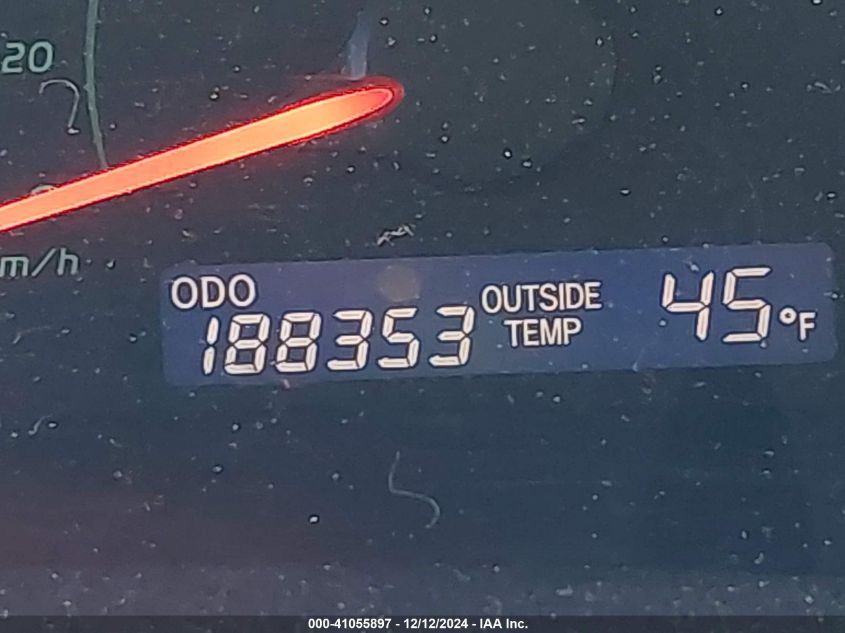 20
m/h
ODO
188353
OUTSIDE
TEMP
45°F
000-41055897 - 12/12/2024 - IAA Inc.